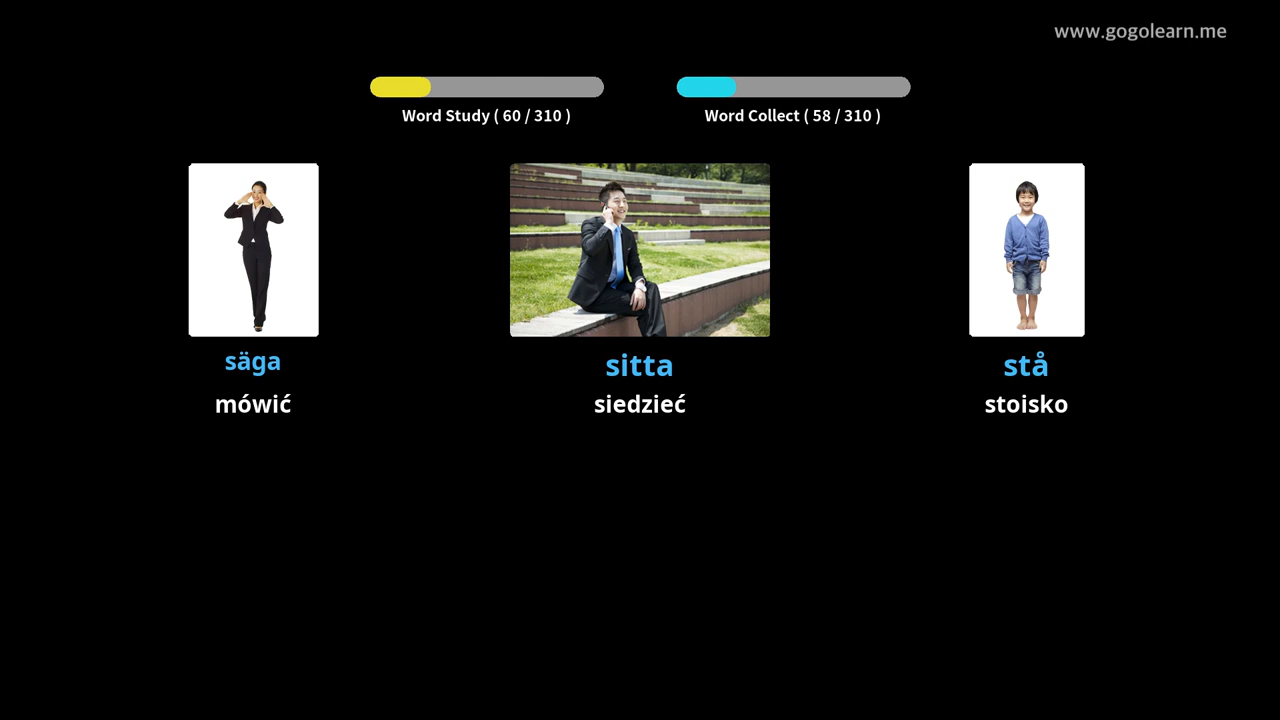 www.gogolearn.me
Word Study ( 60 / 310 )
Word Collect ( 58 / 310 )
säga
sitta
stå
mówić
siedzieć
stoisko